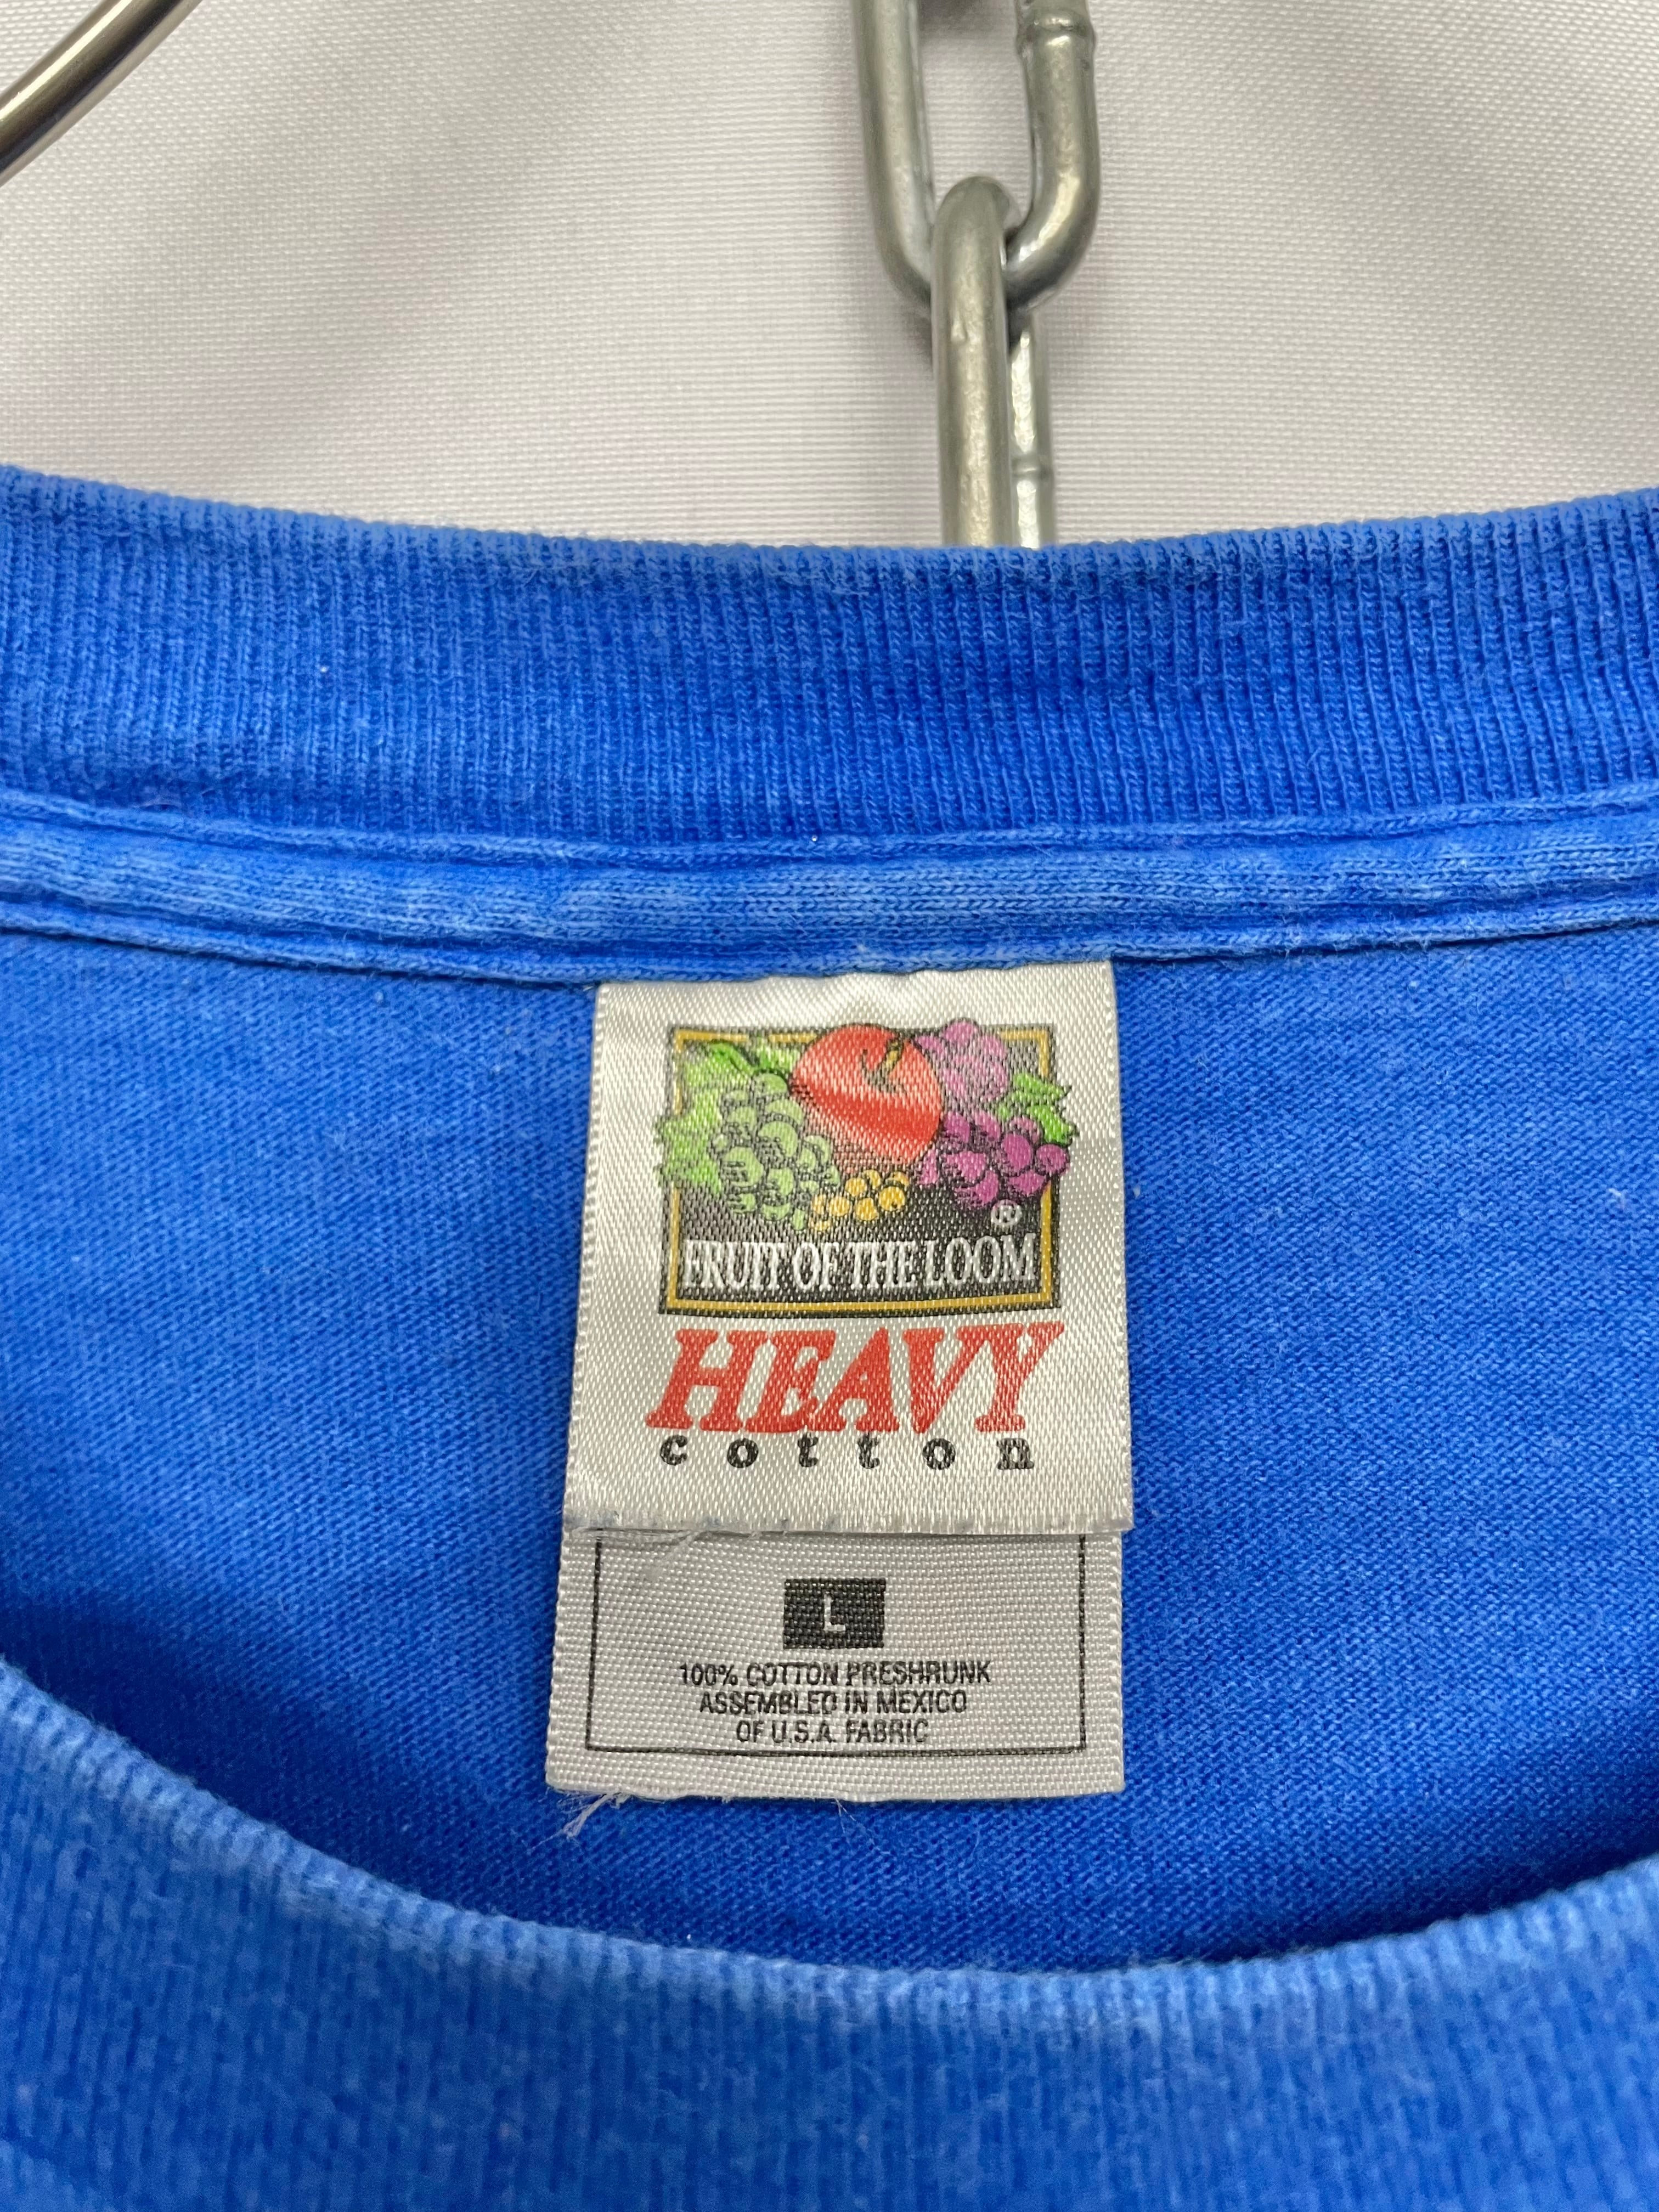 ®
FRUIT OF THE LOOM
HEAVY
cotton
L
100% COTTON PRESHRUNK
ASSEMBLED IN MEXICO
OF U.S.A. FABRIC